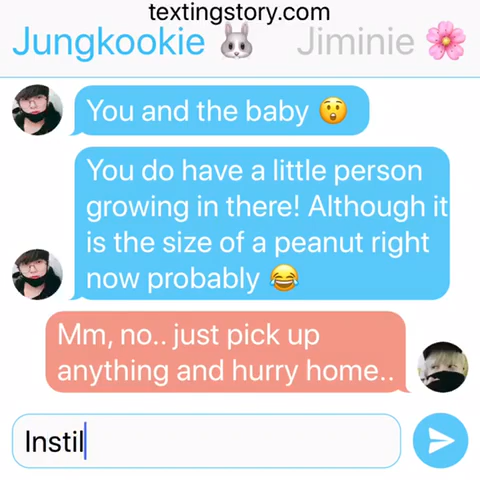 textingstory.com
Jungkookie 🐰 Jiminie 🌸
You and the baby 😲
You do have a little person
growing in there! Although it
is the size of a peanut right
now probably 😂
Mm, no.. just pick up
anything and hurry home..
Instil